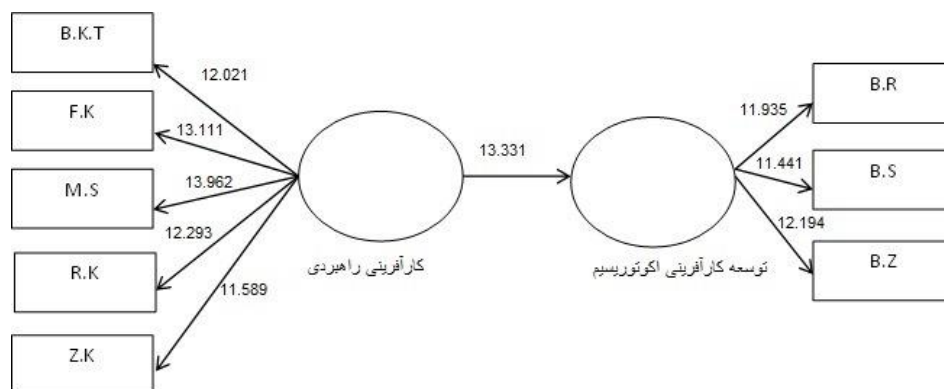 B.K.T
12.021
F.K
13.111
M.S
13.962
12.293
R.K
11.589
Z.K
کارآفرینی راهبردی
13.331
توسعه کارآفرینی اکوتوریسیم
11.935
B.R
11.441
B.S
12.194
B.Z